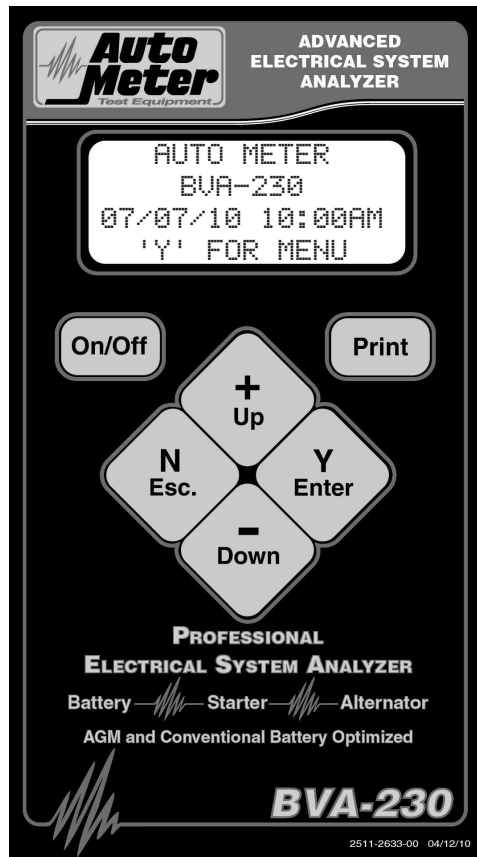 Auto
Meter
Test Equipment
ADVANCED
ELECTRICAL SYSTEM
ANALYZER
AUTO METER
BVA-230
07/07/10 10:00AM
'Y' FOR MENU
On/Off
Print
+
Up
N
Esc.
Y
Enter
-
Down
PROFESSIONAL
ELECTRICAL SYSTEM ANALYZER
Battery Starter Alternator
AGM and Conventional Battery Optimized
BVA-230
2511-2633-00 04/12/10